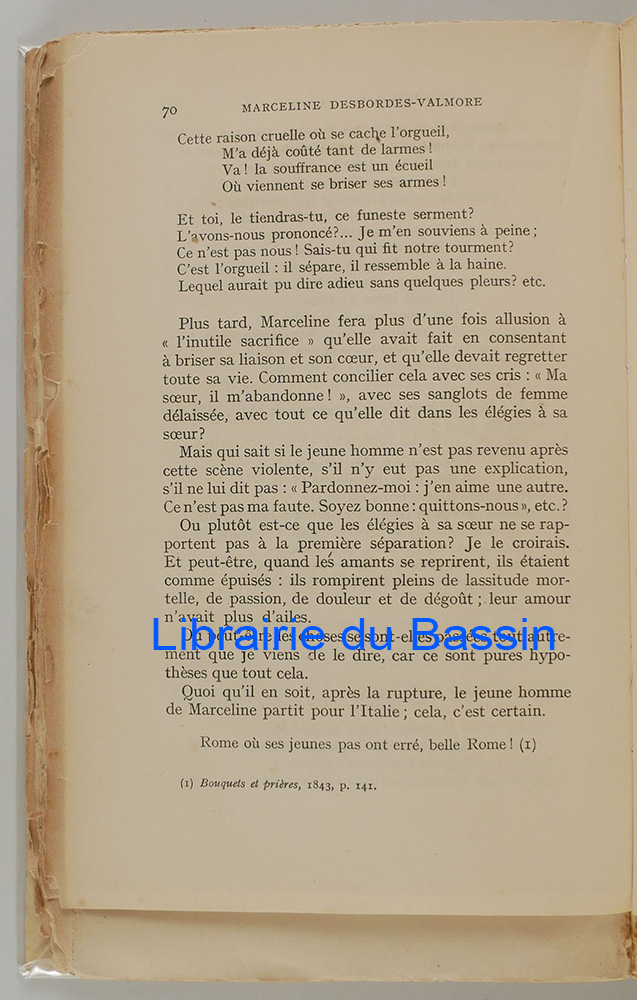 70 MARCELINE DESBORDES-VALMORE
Cette raison cruelle où se cache l'orgueil,
M'a déjà coûté tant de larmes !
Va ! la souffrance est un écueil
Où viennent se briser ses armes !
Et toi, le tiendras-tu, ce funeste serment?
L'avons-nous prononcé?... Je m'en souviens à peine ;
Ce n'est pas nous ! Sais-tu qui fit notre tourment?
C'est l'orgueil : il sépare, il ressemble à la haine.
Lequel aurait pu dire adieu sans quelques pleurs? etc.
Plus tard, Marceline fera plus d'une fois allusion à
« l'inutile sacrifice » qu'elle avait fait en consentant
à briser sa liaison et son cœur, et qu'elle devait regretter
toute sa vie. Comment concilier cela avec ses cris : « Ma
sœur, il m'abandonne ! », avec ses sanglots de femme
délaissée, avec tout ce qu'elle dit dans les élégies à sa
sœur?
Mais qui sait si le jeune homme n'est pas revenu après
cette scène violente, s'il n'y eut pas une explication,
s'il ne lui dit pas : « Pardonnez-moi : j'en aime une autre.
Ce n'est pas ma faute. Soyez bonne : quittons-nous », etc.?
Ou plutôt est-ce que les élégies à sa sœur ne se rap-
portent pas à la première séparation? Je le croirais.
Et peut-être, quand les amants se reprirent, ils étaient
comme épuisés : ils rompirent pleins de lassitude mor-
telle, de passion, de douleur et de dégoût ; leur amour
n'avait plus d'ailes.
Librairie du Bassin
Ou peut-être les choses se sont-elles passées tout autre-
ment que je viens de le dire, car ce sont pures hypo-
thèses que tout cela.
Quoi qu'il en soit, après la rupture, le jeune homme
de Marceline partit pour l'Italie ; cela, c'est certain.
Rome où ses jeunes pas ont erré, belle Rome ! (1)
(1) Bouquets et prières, 1843, p. 141.